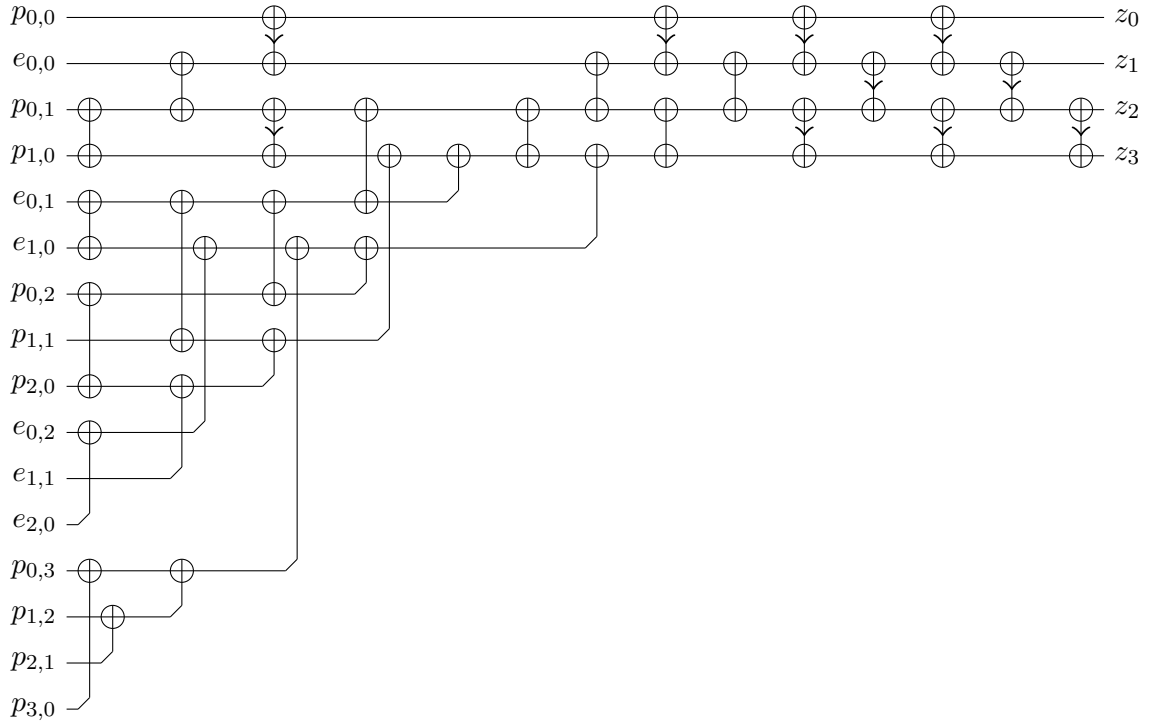 p0,0 z0
e0,0 z1
p0,1 z2
p1,0 z3
e0,1
e1,0
p0,2
p1,1
p2,0
e0,2
e1,1
e2,0
p0,3
p1,2
p2,1
p3,0